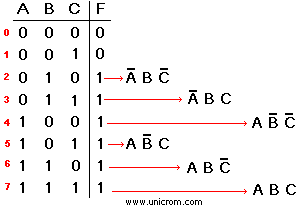 A B C F
0 0 0 0 0
1 0 0 1 0
2 0 1 0 1 A̅ B C̅
3 0 1 1 1 A̅ B C
4 1 0 0 1 A B̅ C̅
5 1 0 1 1 A B̅ C
6 1 1 0 1 A B C̅
7 1 1 1 1 A B C
www.unicrom.com